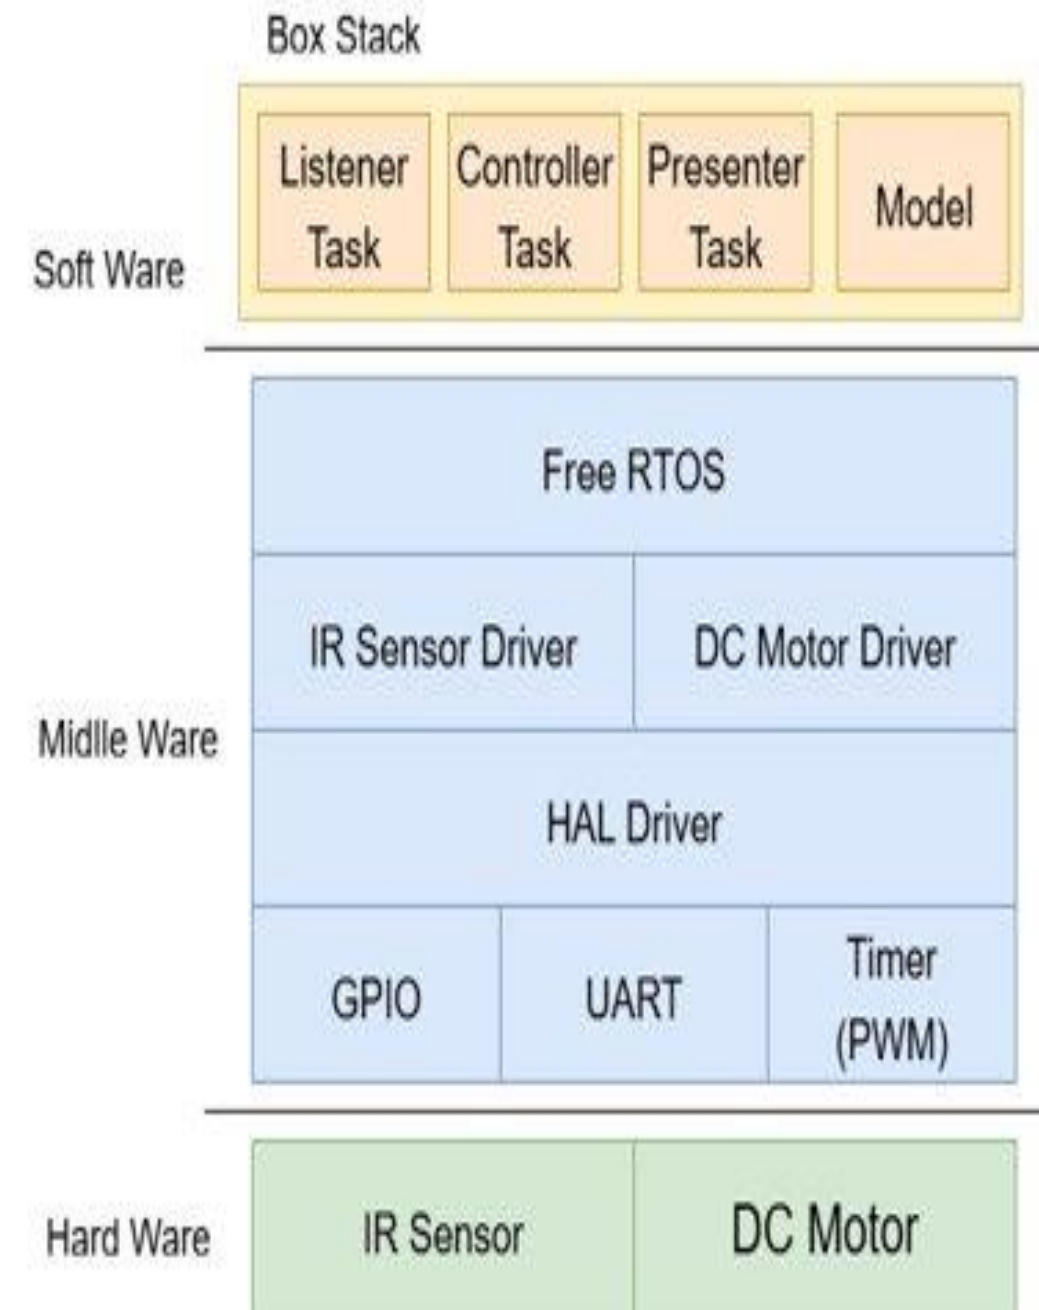 Box Stack
Listener
Task
Controller
Task
Presenter
Task
Model
Soft Ware
Free RTOS
IR Sensor Driver
DC Motor Driver
Midlle Ware
HAL Driver
GPIO
UART
Timer
(PWM)
Hard Ware
IR Sensor
DC Motor